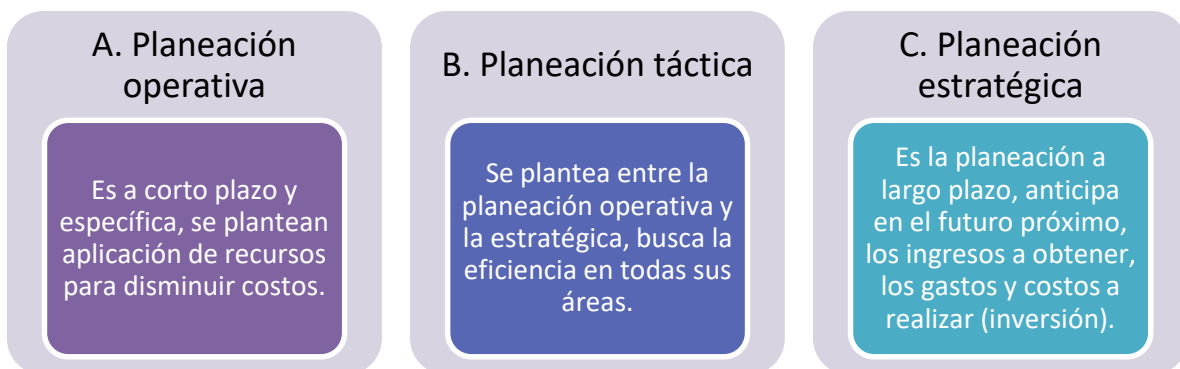 A. Planeación
operativa
Es a corto plazo y
específica, se plantean
aplicación de recursos
para disminuir costos.
B. Planeación táctica
Se plantea entre la
planeación operativa y
la estratégica, busca la
eficiencia en todas sus
áreas.
C. Planeación
estratégica
Es la planeación a
largo plazo, anticipa
en el futuro próximo,
los ingresos a obtener,
los gastos y costos a
realizar (inversión).